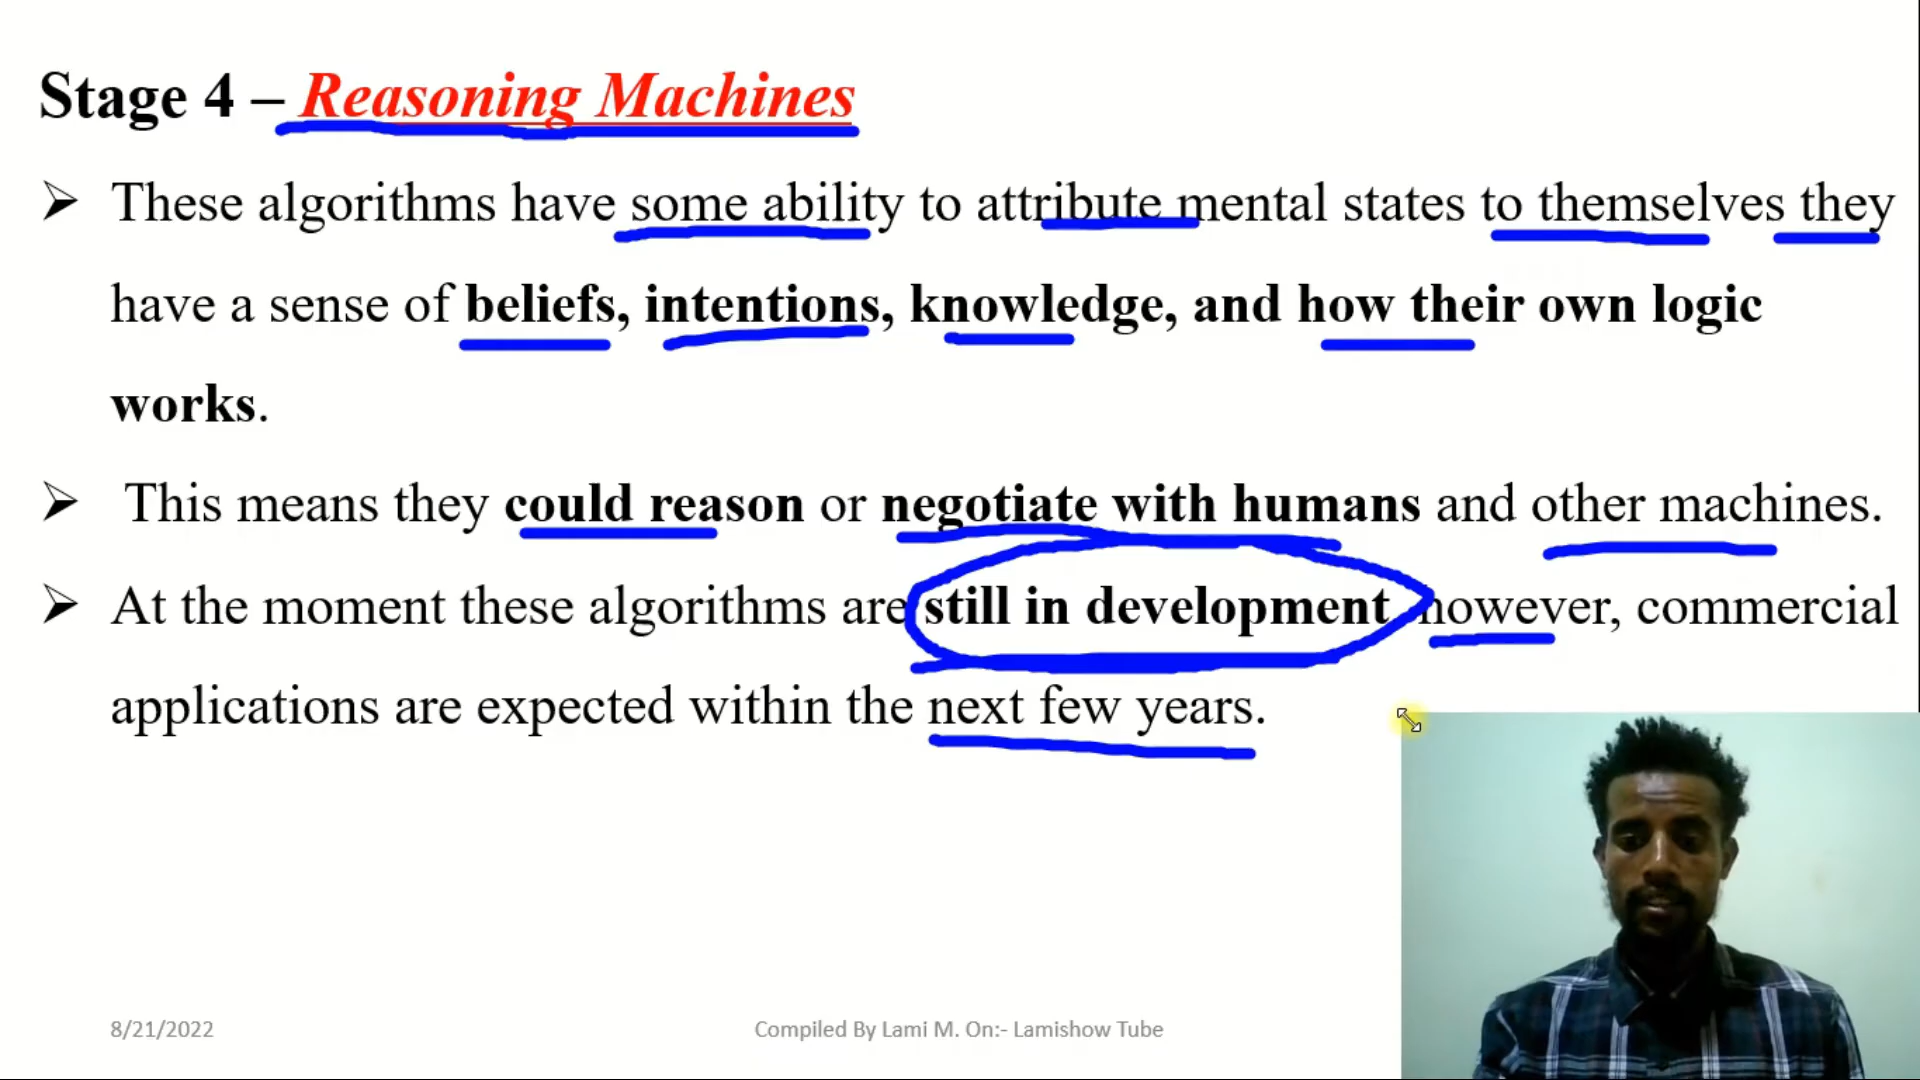 Stage 4 – Reasoning Machines
➢ These algorithms have some ability to attribute mental states to themselves they
have a sense of beliefs, intentions, knowledge, and how their own logic
works.
➢ This means they could reason or negotiate with humans and other machines.
➢ At the moment these algorithms are still in development however, commercial
applications are expected within the next few years.
8/21/2022
Compiled By Lami M. On:- Lamishow Tube